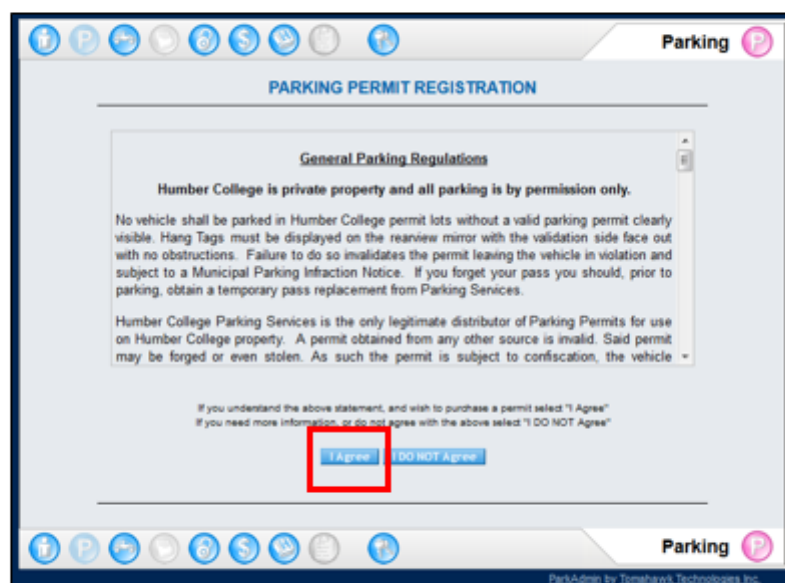 Parking
PARKING PERMIT REGISTRATION
General Parking Regulations
Humber College is private property and all parking is by permission only.
No vehicle shall be parked in Humber College permit lots without a valid parking permit clearly
visible. Hang Tags must be displayed on the rearview mirror with the validation side face out
with no obstructions. Failure to do so invalidates the permit leaving the vehicle in violation and
subject to a Municipal Parking Infraction Notice. If you forget your pass you should, prior to
parking, obtain a temporary pass replacement from Parking Services.
Humber College Parking Services is the only legitimate distributor of Parking Permits for use
on Humber College property. A permit obtained from any other source is invalid. Said permit
may be forged or even stolen. As such the permit is subject to confiscation, the vehicle
If you understand the above statement, and wish to purchase a permit select "I Agree"
If you need more information, or do not agree with the above select "I DO NOT Agree"
I Agree I DO NOT Agree
Parking
ParkAdmin by Tomahawk Technologies Inc.